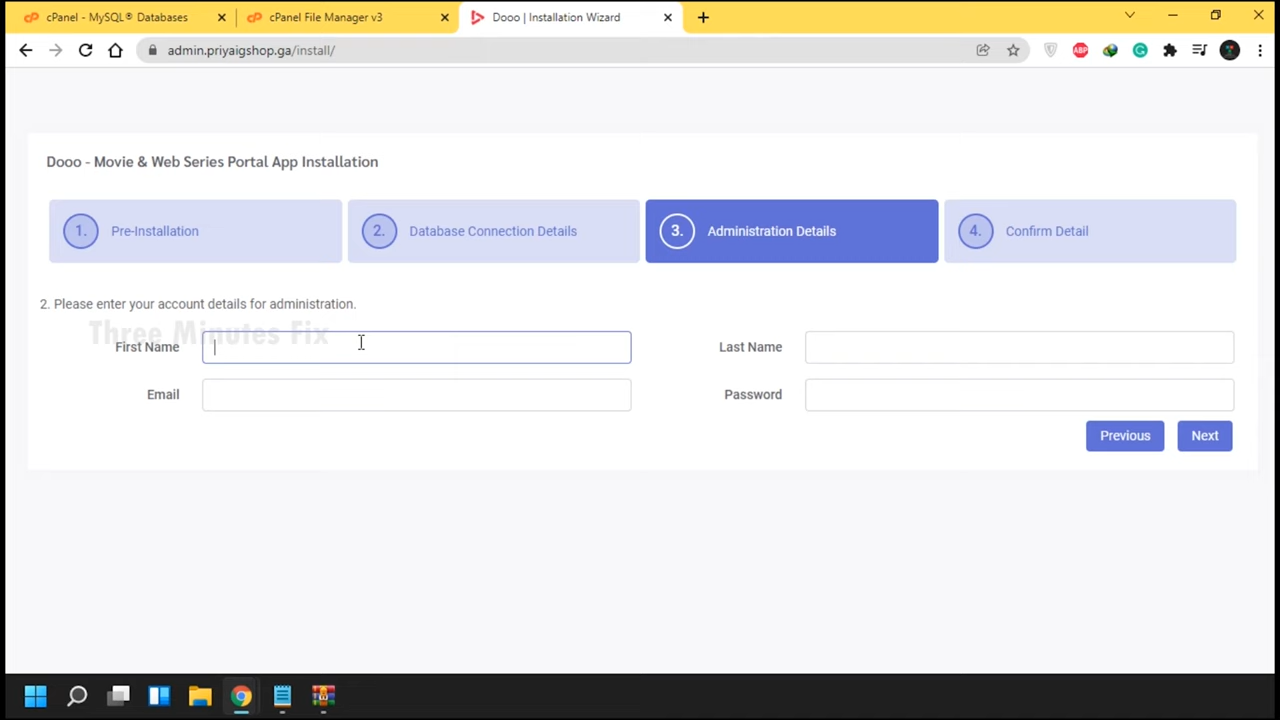 cPanel - MySQL® Databases
cPanel File Manager v3
Dooo | Installation Wizard
admin.priyaigshop.ga/install/
ABP
Dooo - Movie & Web Series Portal App Installation
1. Pre-Installation
2. Database Connection Details
3. Administration Details
4. Confirm Detail
2. Please enter your account details for administration.
Three Minutes Fix
First Name
Last Name
Email
Password
Previous
Next